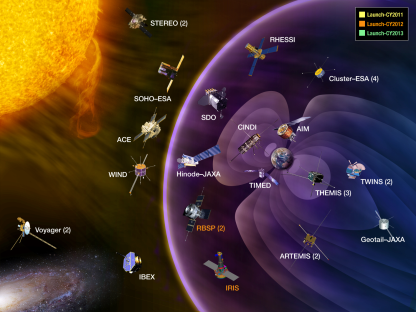 Launch-CY2011
Launch-CY2012
Launch-CY2013
STEREO (2)
RHESSI
Cluster–ESA (4)
SOHO–ESA
SDO
ACE
CINDI
AIM
WIND
Hinode–JAXA
TIMED
THEMIS (3)
TWINS (2)
Voyager (2)
RBSP (2)
Geotail–JAXA
ARTEMIS (2)
IBEX
IRIS